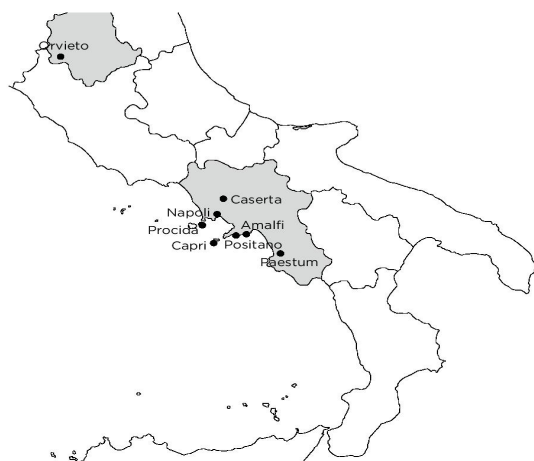 Orvieto
Caserta
Napoli
Amalfi
Procida
Capri
Positano
Paestum